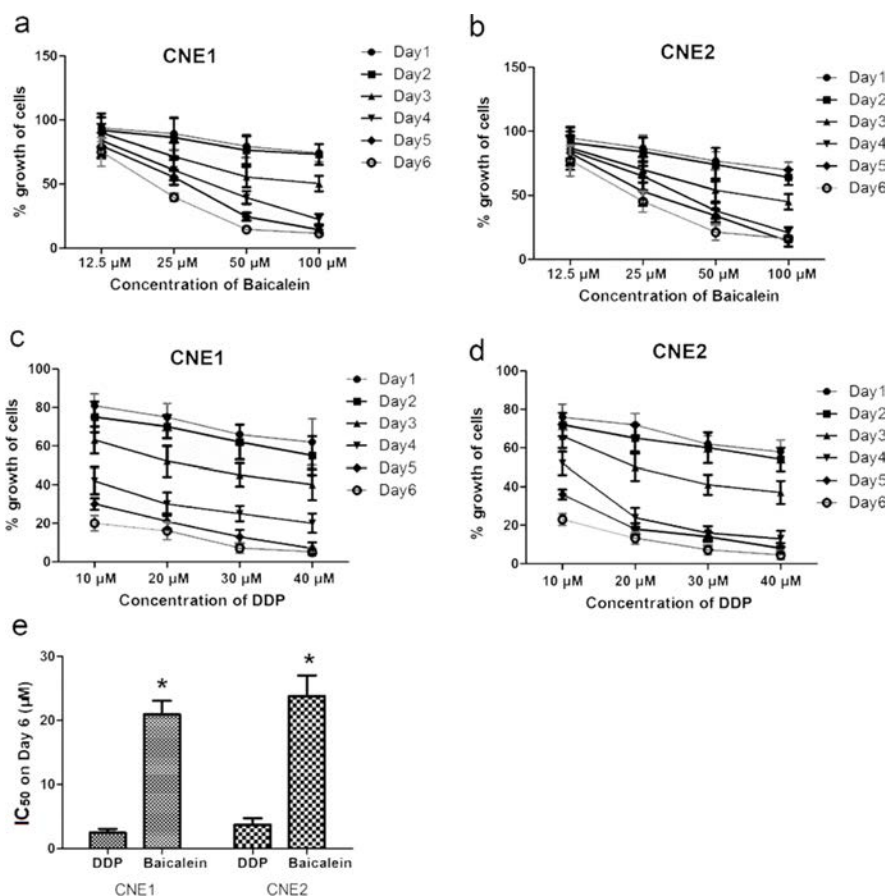 a
CNE1
% growth of cells
150
100
50
0
12.5 µM 25 µM 50 µM 100 µM
Concentration of Baicalein
Day1
Day2
Day3
Day4
Day5
Day6
b
CNE2
% growth of cells
150
100
50
0
12.5 µM 25 µM 50 µM 100 µM
Concentration of Baicalein
Day1
Day2
Day3
Day4
Day5
Day6
c
CNE1
% growth of cells
100
80
60
40
20
0
10 µM 20 µM 30 µM 40 µM
Concentration of DDP
Day1
Day2
Day3
Day4
Day5
Day6
d
CNE2
% growth of cells
100
80
60
40
20
0
10 µM 20 µM 30 µM 40 µM
Concentration of DDP
Day1
Day2
Day3
Day4
Day5
Day6
e
IC50 on Day 6 (µM)
30
20
10
0
* *
DDP Baicalein DDP Baicalein
CNE1 CNE2